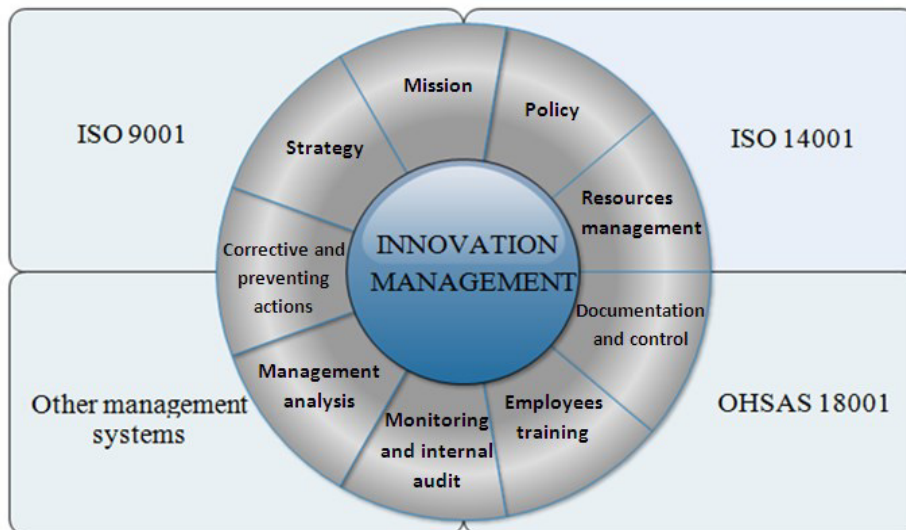 ISO 9001
ISO 14001
Mission
Policy
Strategy
Resources
management
Corrective and
preventing
actions
INNOVATION
MANAGEMENT
Documentation
and control
Management
analysis
Employees
training
Monitoring
and internal
audit
Other management
systems
OHSAS 18001